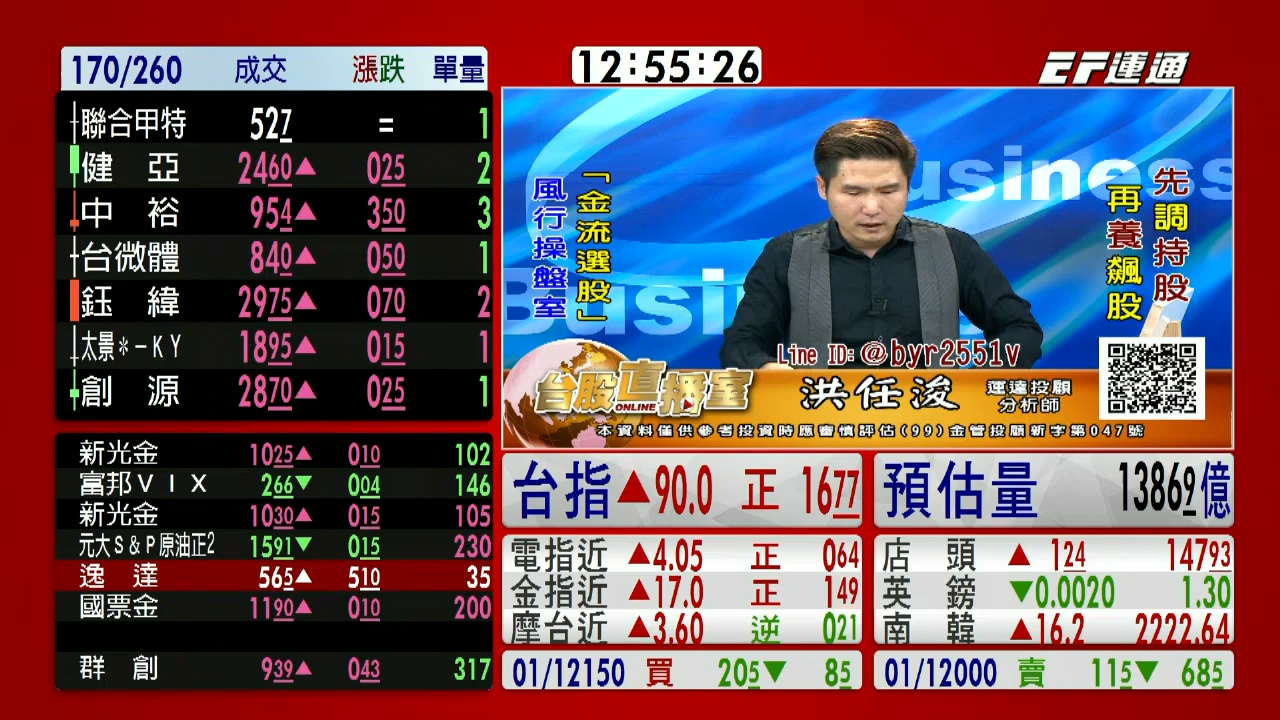 170/260 成交 漲跌 單量
聯合甲特 527 = 1
健亞 2460▲ 025 2
中裕 954▲ 350 3
台微體 840▲ 050 1
鈺緯 2975▲ 070 2
太景*-KY 1895▲ 015 1
創源 2870▲ 025 1
新光金 1025▲ 010 102
富邦VIX 266▼ 004 146
新光金 1030▲ 015 105
元大S&P原油正2 1591▼ 015 230
逸達 565▲ 510 35
國票金 1190▲ 010 200
群創 939▲ 043 317
12:55:26
EF運通
「金流選股」
風行操盤室
先調持股
再養飆股
Business
Business
Line ID:@byr2551v
台股直播室
ONLINE
洪任浚
運達投顧
分析師
本資料僅供參考投資時應審慎評估(99)金管投顧新字第047號
台指▲90.0 正 1677
預估量 13869億
電指近 ▲4.05 正 064
金指近 ▲17.0 正 149
摩台近 ▲3.60 逆 021
店頭 ▲124 14793
英鎊 ▼0.0020 1.30
南韓 ▲16.2 2222.64
01/12150 買 205▼ 85
01/12000 賣 115▼ 685